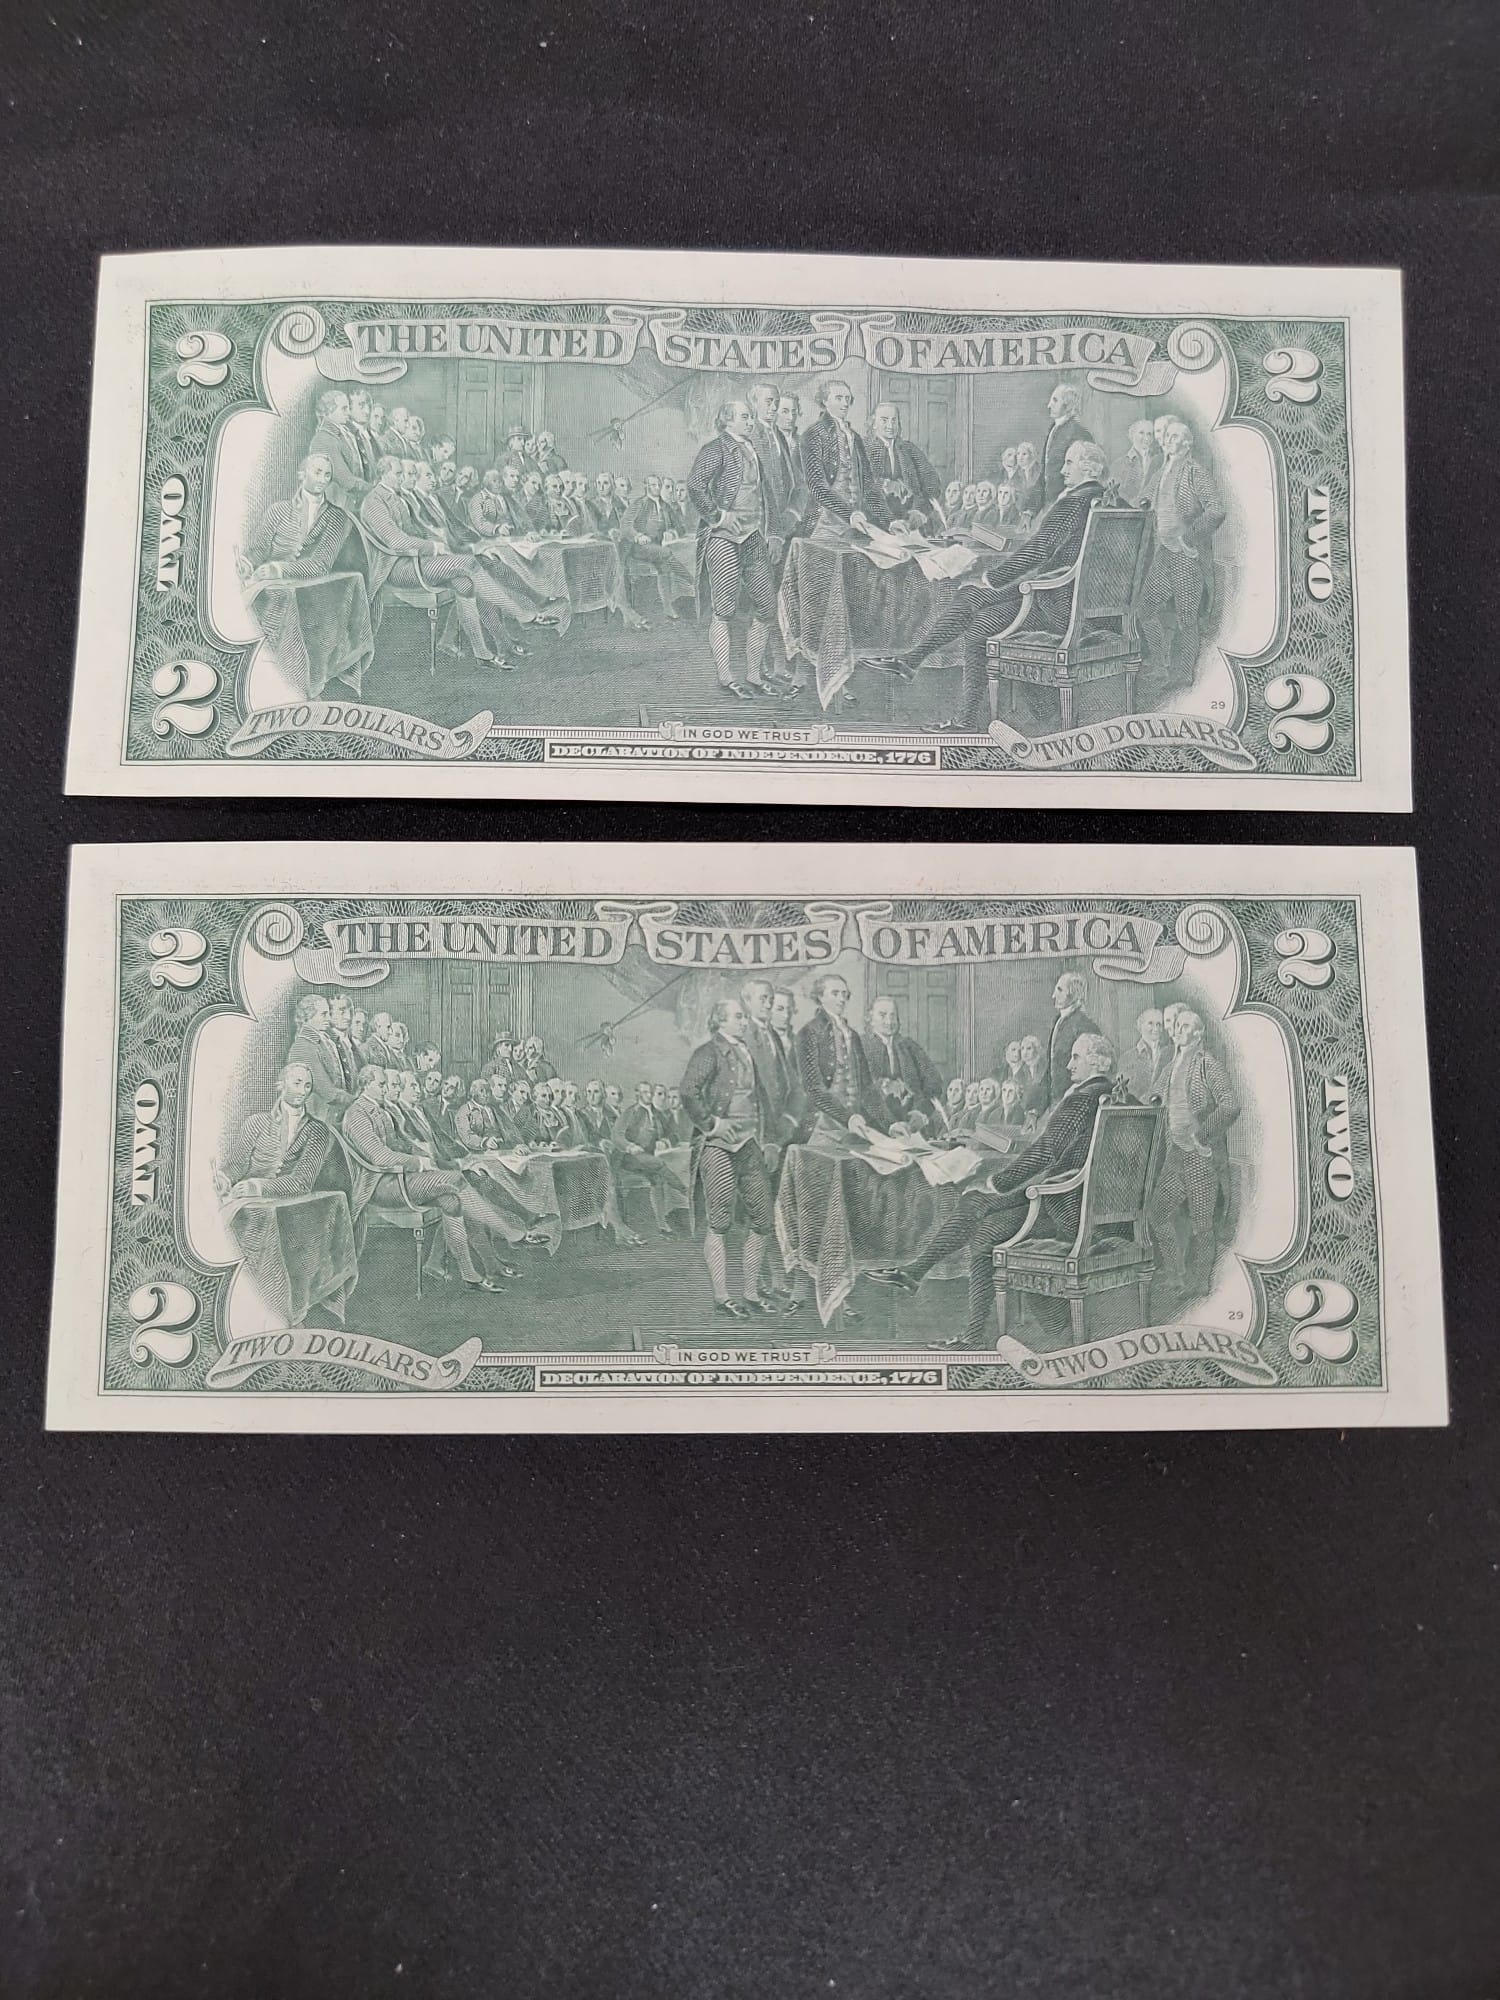 2 THE UNITED STATES OF AMERICA 2
TWO TWO
29
2 TWO DOLLARS IN GOD WE TRUST TWO DOLLARS 2
DECLARATION OF INDEPENDENCE, 1776
2 THE UNITED STATES OF AMERICA 2
TWO TWO
29
2 TWO DOLLARS IN GOD WE TRUST TWO DOLLARS 2
DECLARATION OF INDEPENDENCE, 1776